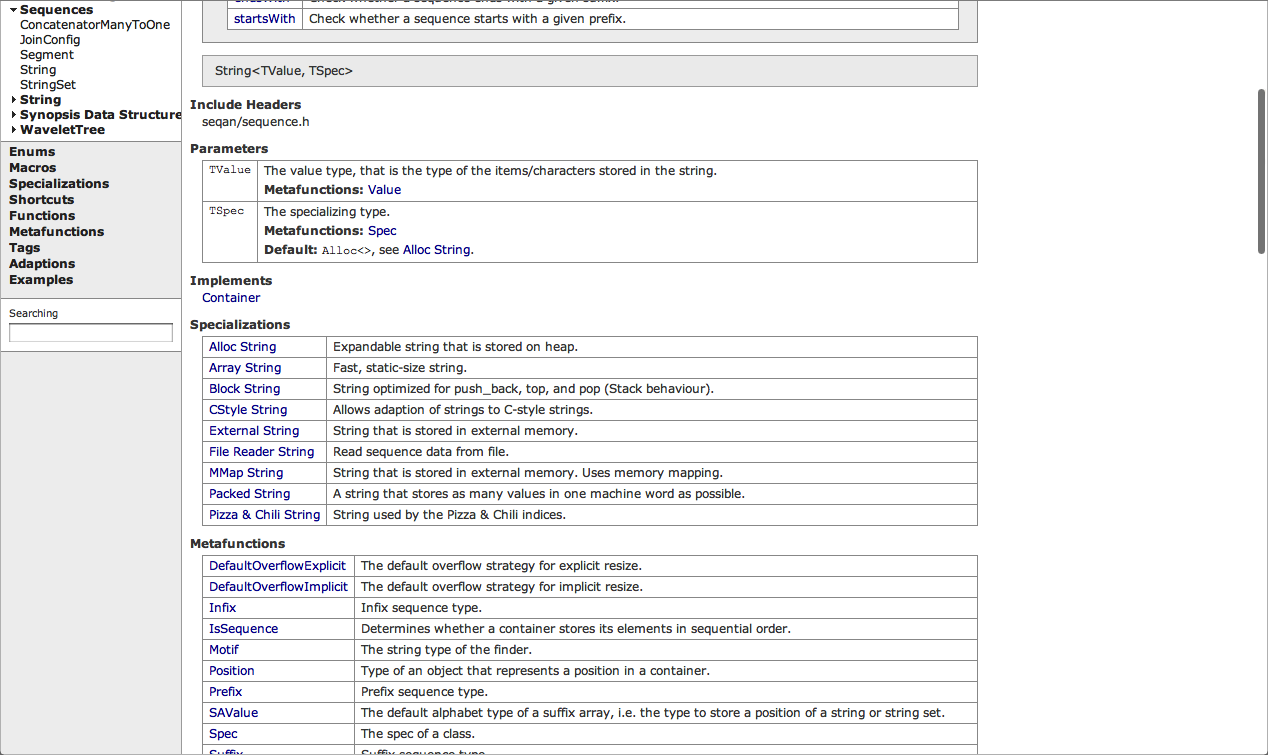 Sequences
ConcatenatorManyToOne
JoinConfig
Segment
String
StringSet
String
Synopsis Data Structure
WaveletTree
Enums
Macros
Specializations
Shortcuts
Functions
Metafunctions
Tags
Adaptions
Examples
Searching
startsWith Check whether a sequence starts with a given prefix.
String<TValue, TSpec>
Include Headers
seqan/sequence.h
Parameters
TValue The value type, that is the type of the items/characters stored in the string.
Metafunctions: Value
TSpec The specializing type.
Metafunctions: Spec
Default: Alloc<>, see Alloc String.
Implements
Container
Specializations
Alloc String Expandable string that is stored on heap.
Array String Fast, static-size string.
Block String String optimized for push_back, top, and pop (Stack behaviour).
CStyle String Allows adaption of strings to C-style strings.
External String String that is stored in external memory.
File Reader String Read sequence data from file.
MMap String String that is stored in external memory. Uses memory mapping.
Packed String A string that stores as many values in one machine word as possible.
Pizza & Chili String String used by the Pizza & Chili indices.
Metafunctions
DefaultOverflowExplicit The default overflow strategy for explicit resize.
DefaultOverflowImplicit The default overflow strategy for implicit resize.
Infix Infix sequence type.
IsSequence Determines whether a container stores its elements in sequential order.
Motif The string type of the finder.
Position Type of an object that represents a position in a container.
Prefix Prefix sequence type.
SAValue The default alphabet type of a suffix array, i.e. the type to store a position of a string or string set.
Spec The spec of a class.
Suffix Suffix sequence type.